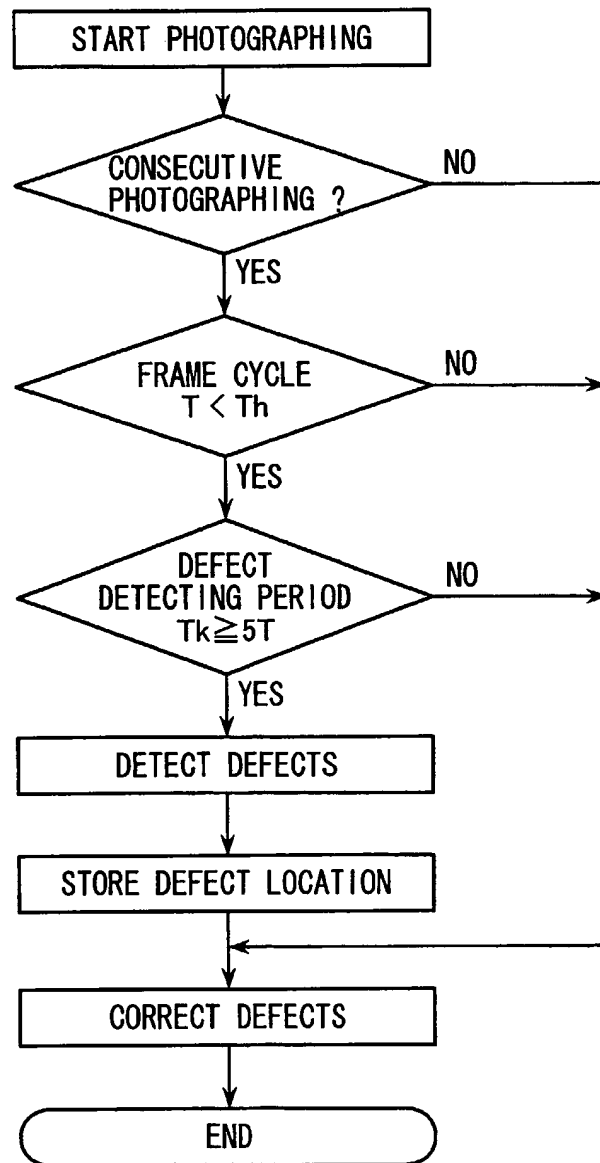 START PHOTOGRAPHING
CONSECUTIVE
PHOTOGRAPHING ?
NO
YES
FRAME CYCLE
T < Th
NO
YES
DEFECT
DETECTING PERIOD
Tk≧5T
NO
YES
DETECT DEFECTS
STORE DEFECT LOCATION
CORRECT DEFECTS
END